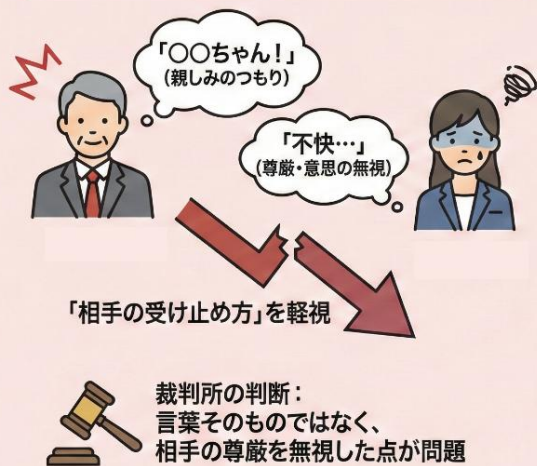 「〇〇ちゃん！」
（親しみのつもり）
「不快…」
（尊厳・意思の無視）
「相手の受け止め方」を軽視
裁判所の判断：
言葉そのものではなく、
相手の尊厳を無視した点が問題